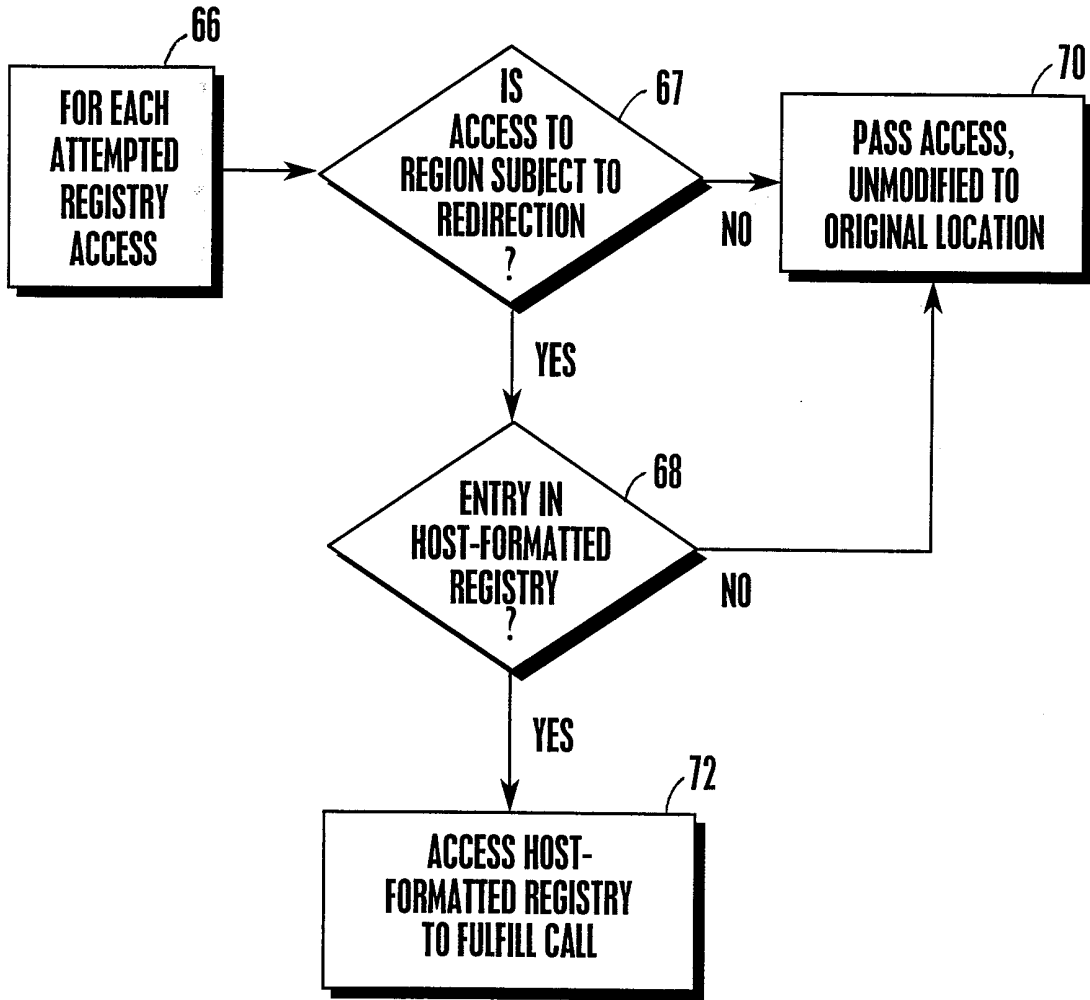 66
FOR EACH
ATTEMPTED
REGISTRY
ACCESS
IS
ACCESS TO
REGION SUBJECT TO
REDIRECTION
?
67
NO
70
PASS ACCESS,
UNMODIFIED TO
ORIGINAL LOCATION
YES
ENTRY IN
HOST-FORMATTED
REGISTRY
?
68
NO
YES
72
ACCESS HOST-
FORMATTED REGISTRY
TO FULFILL CALL